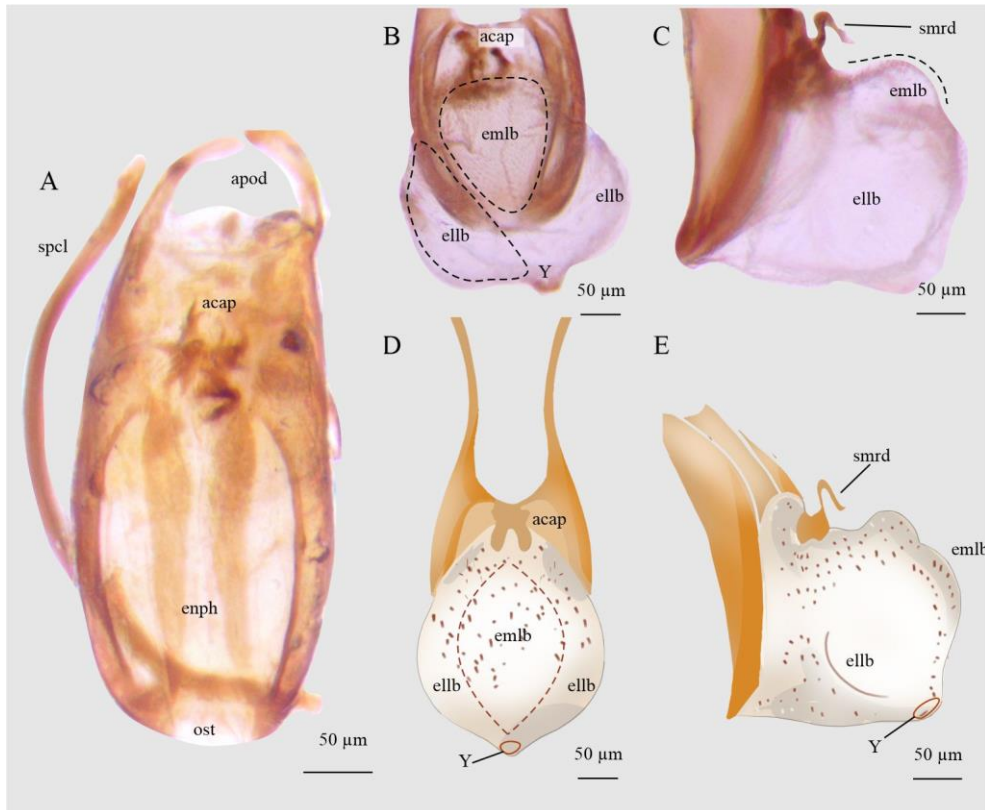 A
apod
spcl
acap
enph
ost
50 µm
B
acap
emlb
ellb
ellb
Y
50 µm
C
smrd
emlb
ellb
50 µm
D
acap
emlb
ellb
ellb
Y
50 µm
E
smrd
emlb
ellb
Y
50 µm